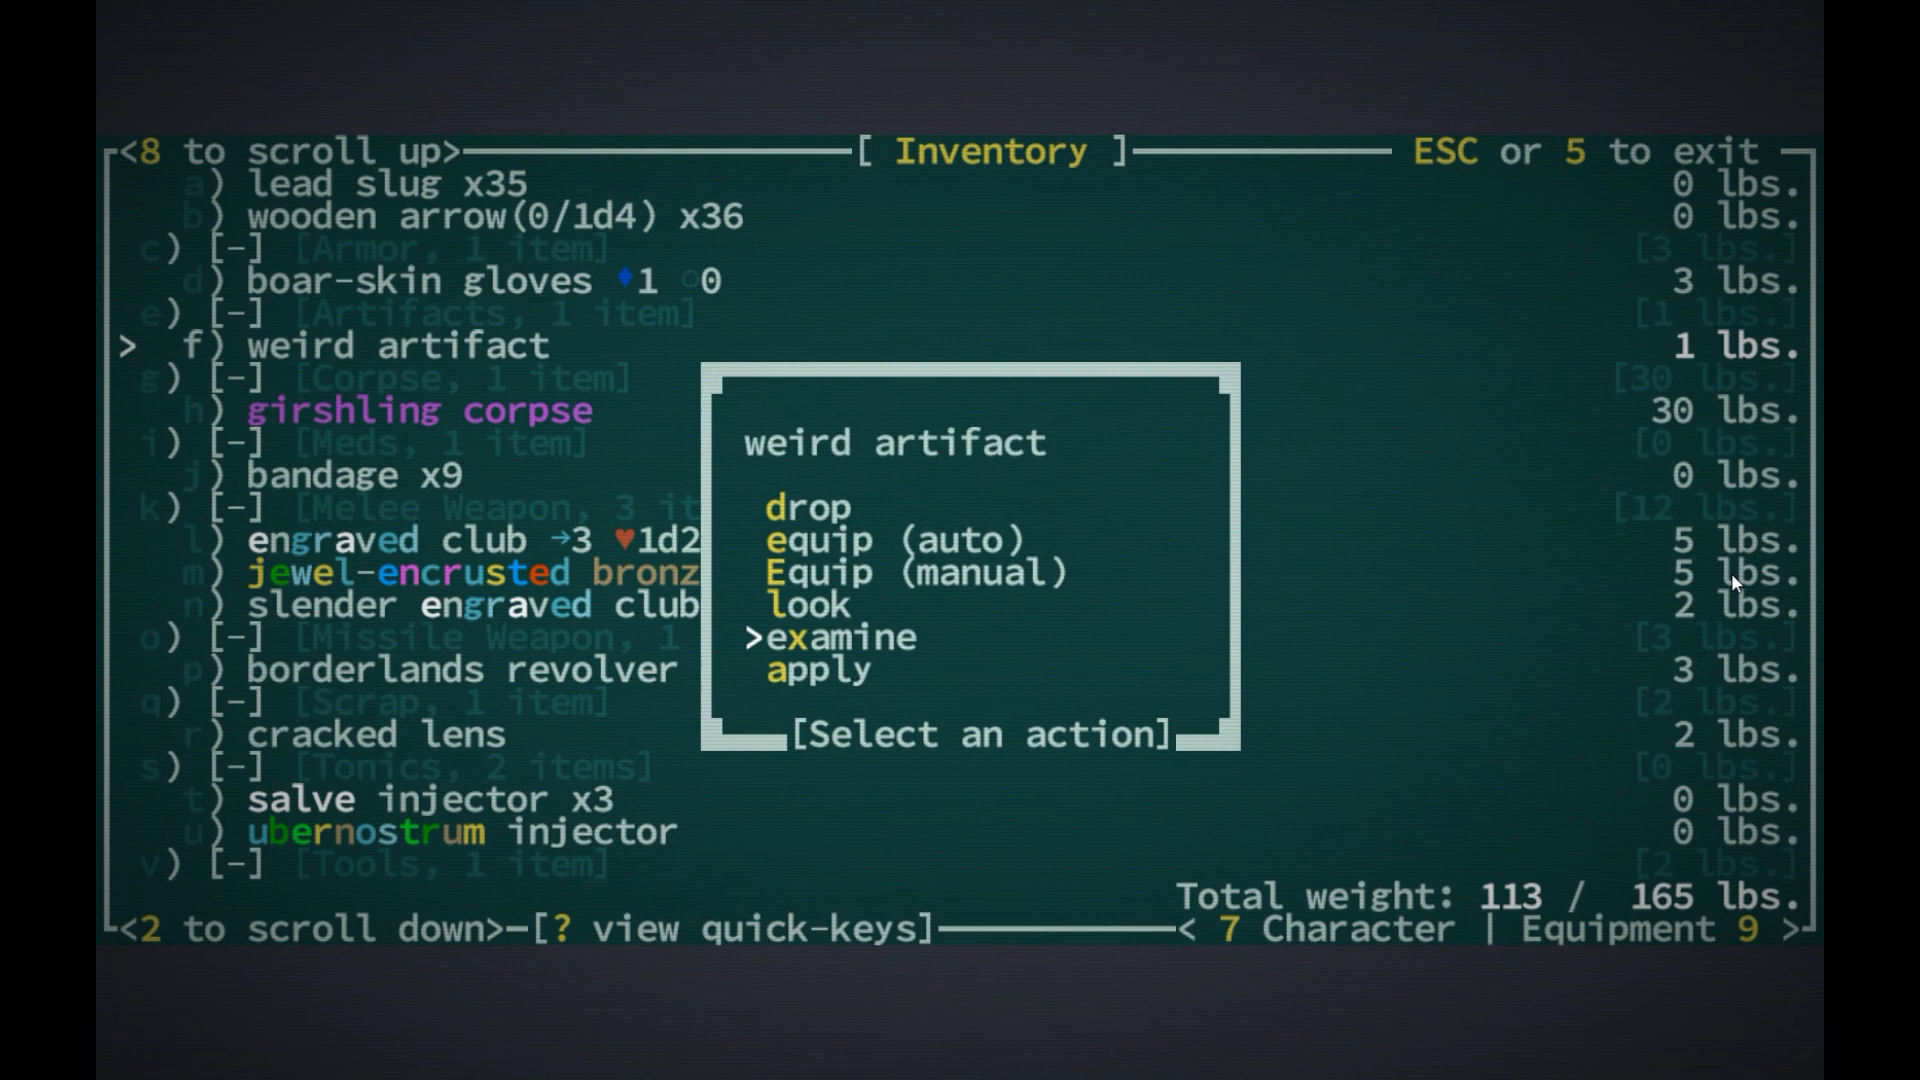 <8 to scroll up> [ Inventory ] ESC or 5 to exit
a) lead slug x35 0 lbs.
b) wooden arrow(0/1d4) x36 0 lbs.
c) [-] [Armor, 1 item] [3 lbs.]
d) boar-skin gloves ♦1 ○0 3 lbs.
e) [-] [Artifacts, 1 item] [1 lbs.]
> f) weird artifact 1 lbs.
g) [-] [Corpse, 1 item] [30 lbs.]
h) girshling corpse 30 lbs.
i) [-] [Meds, 1 item] [0 lbs.]
j) bandage x9 0 lbs.
k) [-] [Melee Weapon, 3 it [12 lbs.]
l) engraved club →3 ♥1d2 5 lbs.
m) jewel-encrusted bronz 5 lbs.
n) slender engraved club 2 lbs.
o) [-] [Missile Weapon, 1 [3 lbs.]
p) borderlands revolver 3 lbs.
q) [-] [Scrap, 1 item] [2 lbs.]
r) cracked lens 2 lbs.
s) [-] [Tonics, 2 items] [0 lbs.]
t) salve injector x3 0 lbs.
u) ubernostrum injector 0 lbs.
v) [-] [Tools, 1 item] [2 lbs.]
weird artifact
drop
equip (auto)
Equip (manual)
look
>examine
apply
[Select an action]
Total weight: 113 / 165 lbs.
<2 to scroll down> [? view quick-keys] < 7 Character | Equipment 9 >